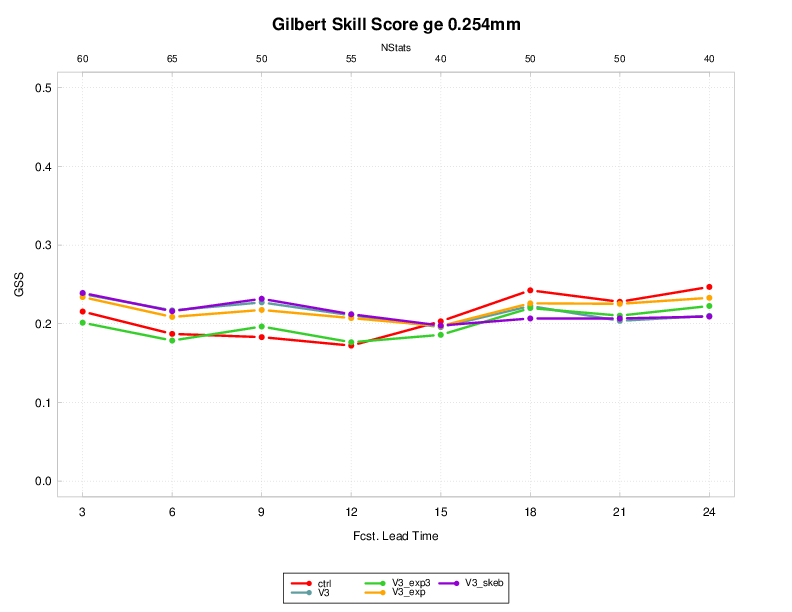 Gilbert Skill Score ge 0.254mm
NStats
60 65 50 55 40 50 50 40
0.5
0.4
0.3
0.2
0.1
0.0
GSS
3 6 9 12 15 18 21 24
Fcst. Lead Time
ctrl V3_exp3 V3_skeb
V3 V3_exp